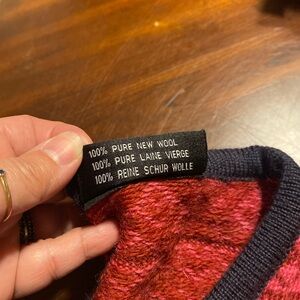 100% PURE NEW WOOL
100% PURE LAINE VIERGE
100% REINE SCHUR WOLLE